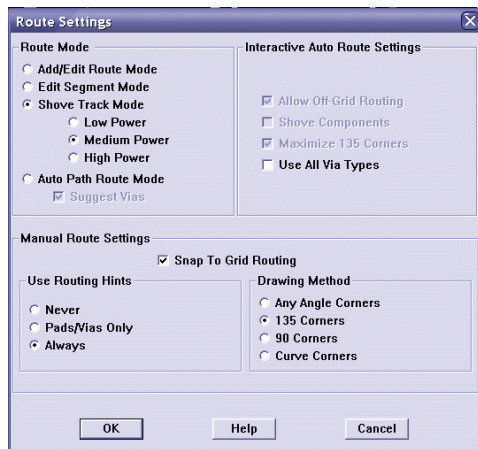 Route Settings
Route Mode
Add/Edit Route Mode
Edit Segment Mode
Shove Track Mode
Low Power
Medium Power
High Power
Auto Path Route Mode
Suggest Vias
Interactive Auto Route Settings
Allow Off-Grid Routing
Shove Components
Maximize 135 Corners
Use All Via Types
Manual Route Settings
Snap To Grid Routing
Use Routing Hints
Never
Pads/Vias Only
Always
Drawing Method
Any Angle Corners
135 Corners
90 Corners
Curve Corners
OK
Help
Cancel